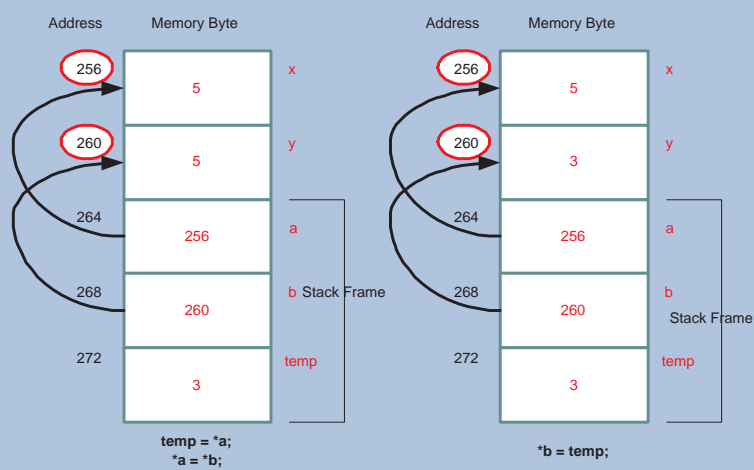 Address Memory Byte
256 5 x
260 5 y
264 256 a
268 260 b Stack Frame
272 3 temp
temp = *a;
*a = *b;
Address Memory Byte
256 5 x
260 3 y
264 256 a
268 260 b
Stack Frame
272 3 temp
*b = temp;